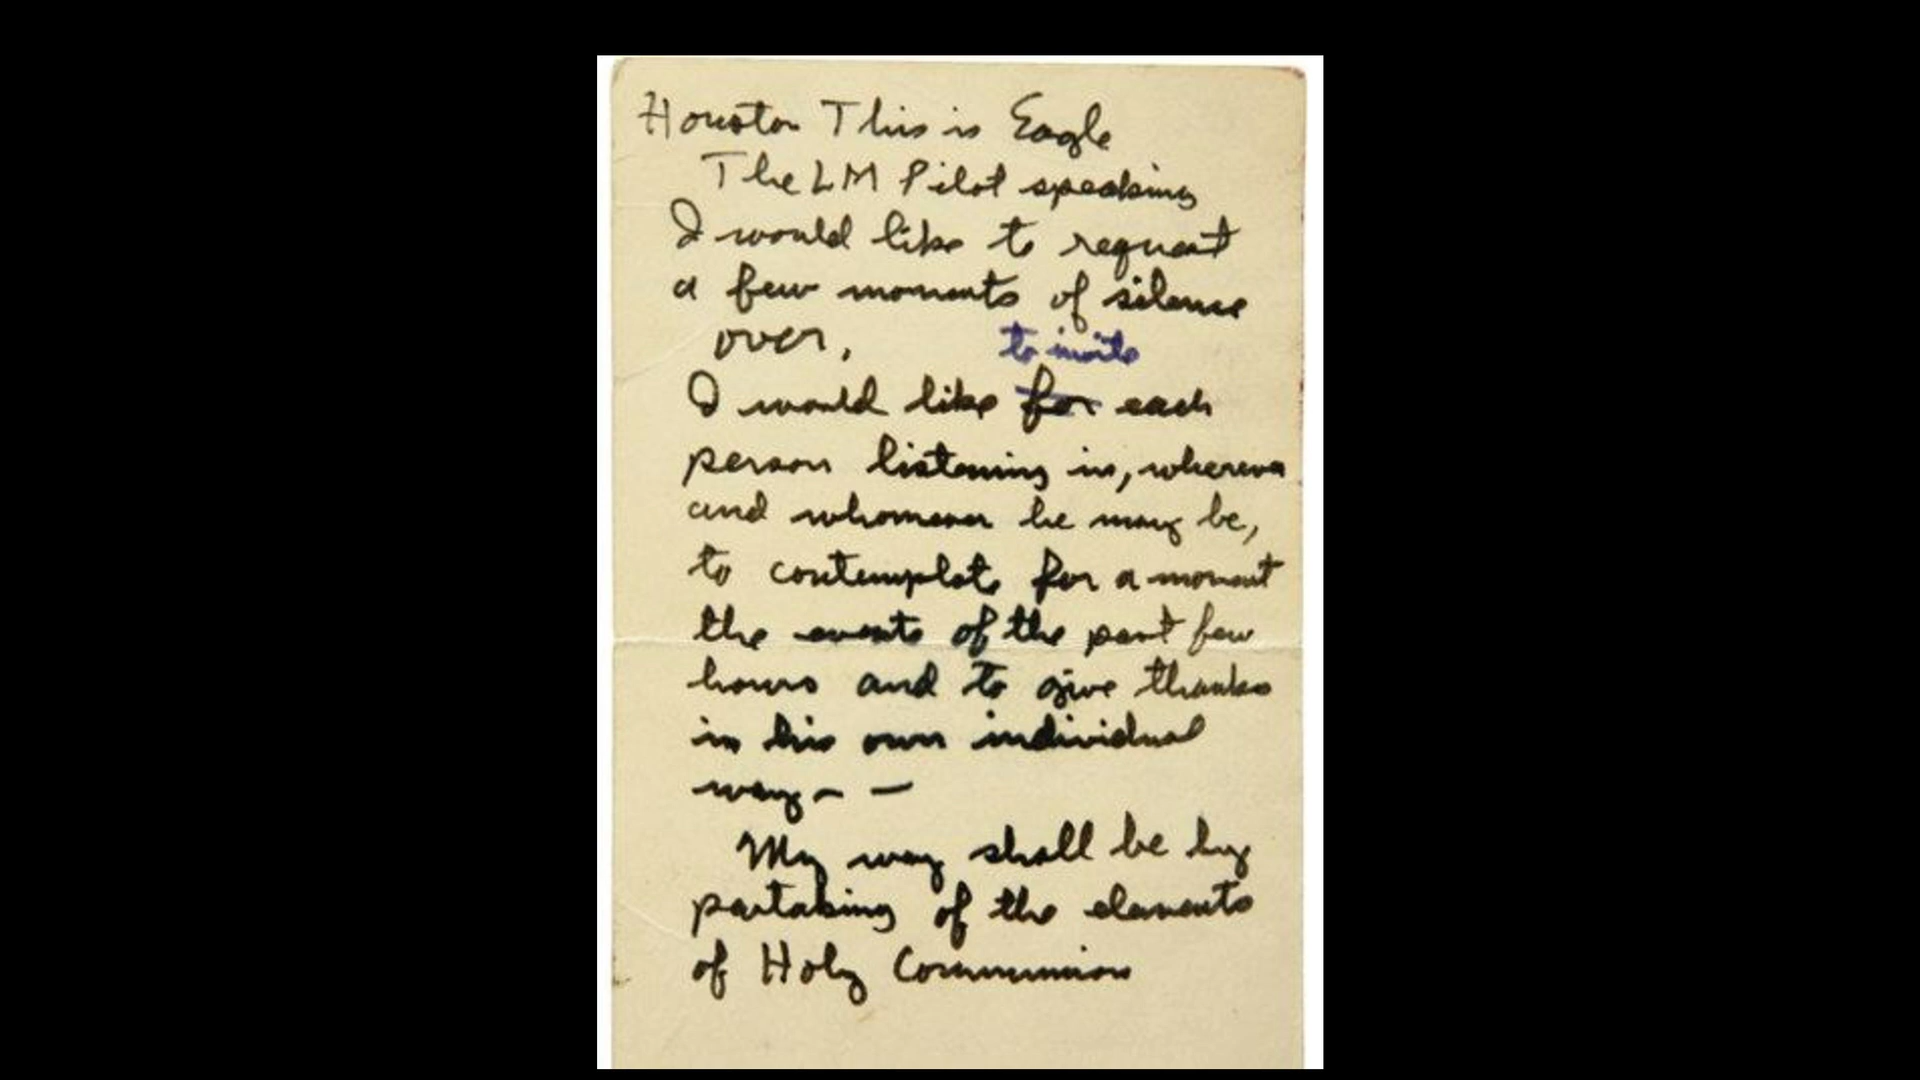 Houston This is Eagle
The LM Pilot speaking
I would like to request
a few moments of silence
over.
to invite
I would like for each
person listening in, wherever
and whomever he may be,
to contemplate for a moment
the events of the past few
hours and to give thanks
in his own individual
way — —
My way shall be by
partaking of the elements
of Holy Communion